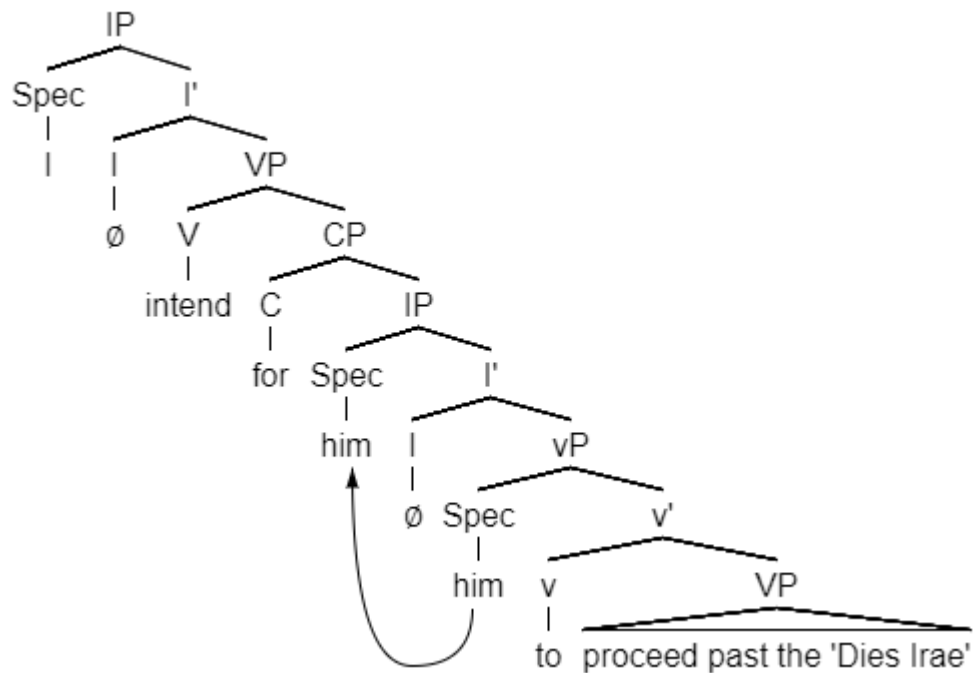 IP
Spec I'
I I VP
ø V CP
intend C IP
for Spec I'
him I vP
ø Spec v'
him v VP
to proceed past the 'Dies Irae'